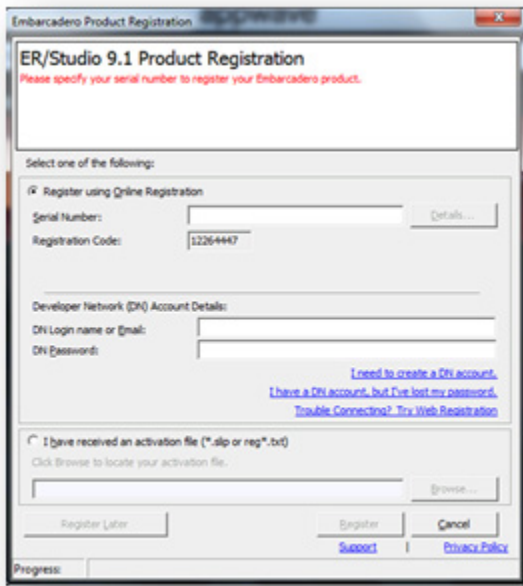 appwave
Embarcadero Product Registration
ER/Studio 9.1 Product Registration
Please specify your serial number to register your Embarcadero product.
Select one of the following:
Register using Online Registration
Serial Number:
Details...
Registration Code:
12264447
Developer Network (DN) Account Details:
DN Login name or Email:
DN Password:
I need to create a DN account.
I have a DN account, but I've lost my password.
Trouble Connecting? Try Web Registration
I have received an activation file (*.slip or reg*.txt)
Click Browse to locate your activation file.
Browse...
Register Later
Register
Cancel
Support | Privacy Policy
Progress: